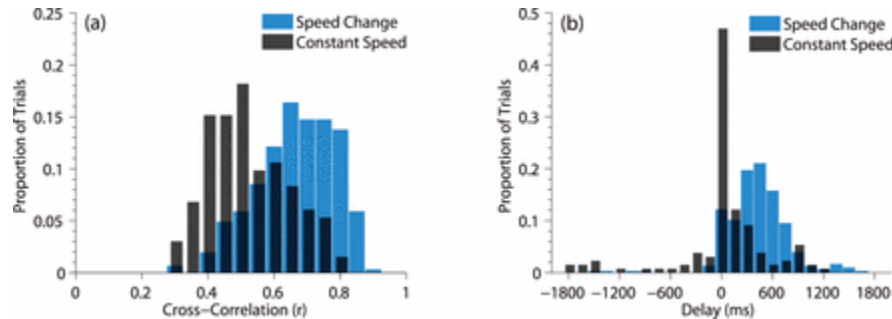 (a)
Speed Change
Constant Speed
Proportion of Trials
0.25
0.2
0.15
0.1
0.05
0
0 0.2 0.4 0.6 0.8 1
Cross−Correlation (r)
(b)
Speed Change
Constant Speed
Proportion of Trials
0.5
0.4
0.3
0.2
0.1
0
−1800 −1200 −600 0 600 1200 1800
Delay (ms)